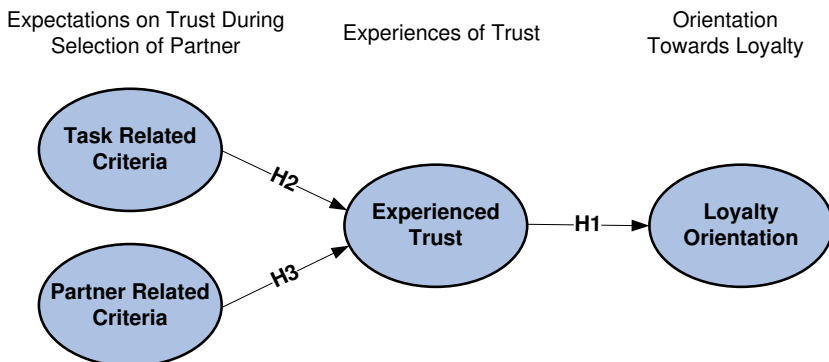 Expectations on Trust During
Selection of Partner
Experiences of Trust
Orientation
Towards Loyalty
Task Related
Criteria
H2
Experienced
Trust
H1
Loyalty
Orientation
Partner Related
Criteria
H3